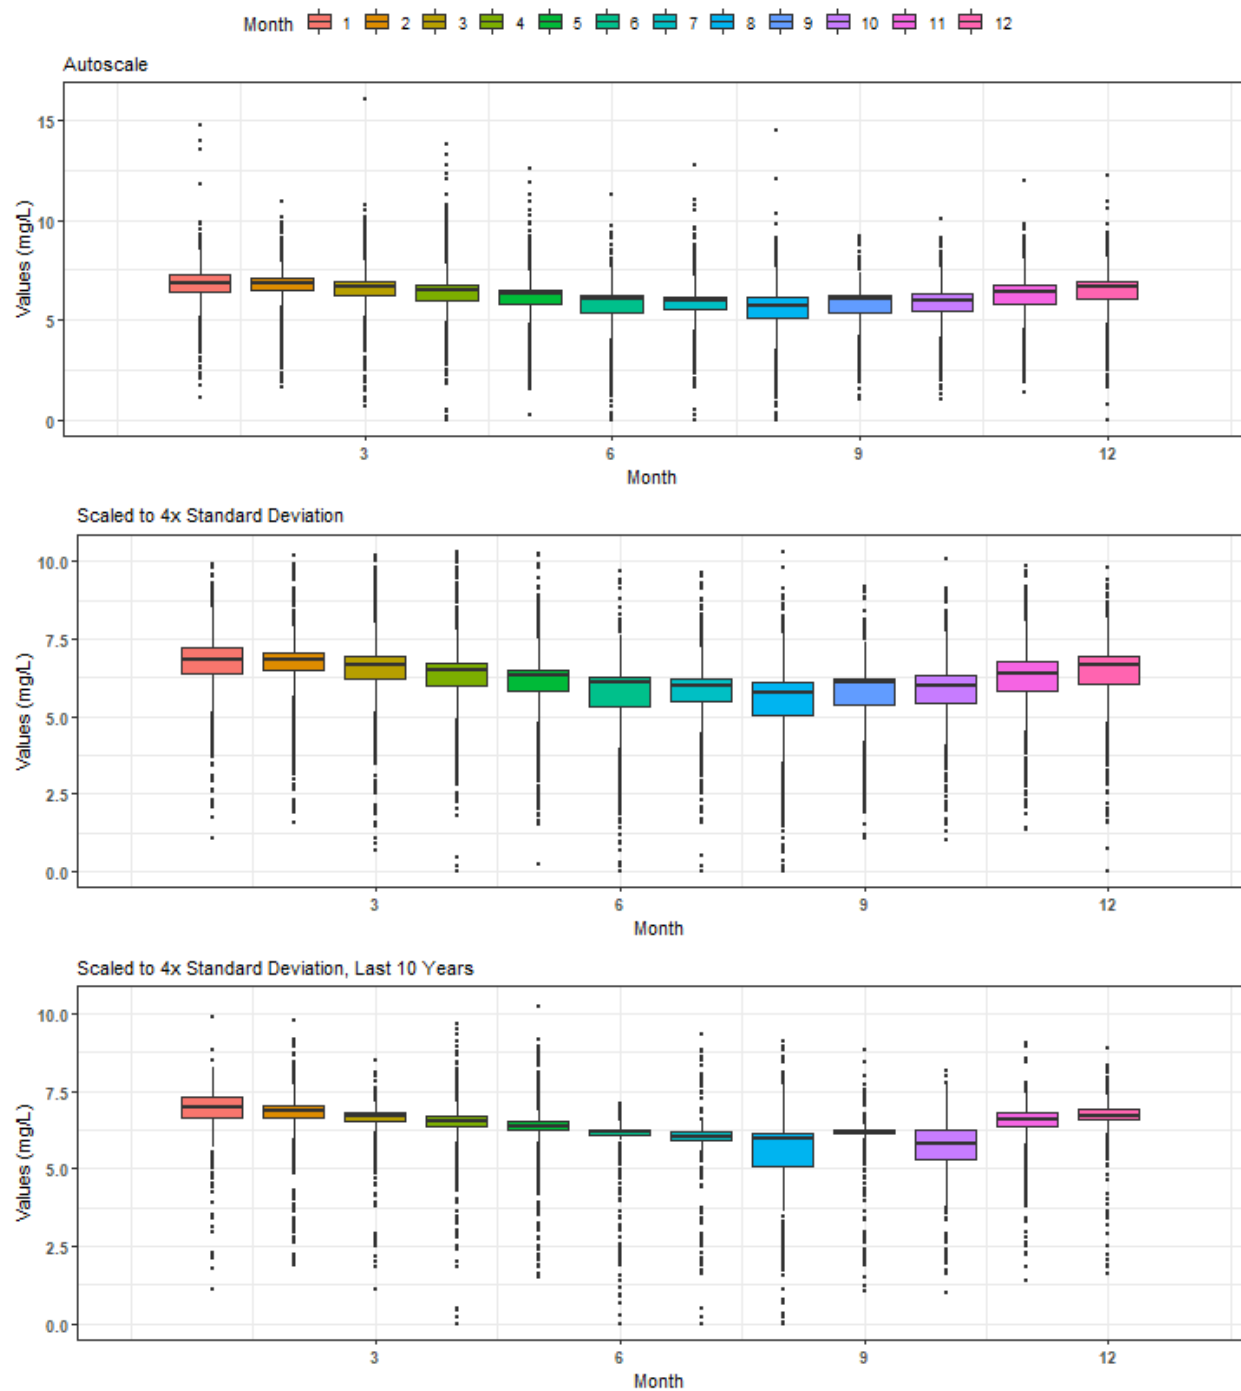 Month 1 2 3 4 5 6 7 8 9 10 11 12
Autoscale
Values (mg/L)
15
10
5
0
3 6 9 12
Month
Scaled to 4x Standard Deviation
Values (mg/L)
10.0
7.5
5.0
2.5
0.0
3 6 9 12
Month
Scaled to 4x Standard Deviation, Last 10 Years
Values (mg/L)
10.0
7.5
5.0
2.5
0.0
3 6 9 12
Month